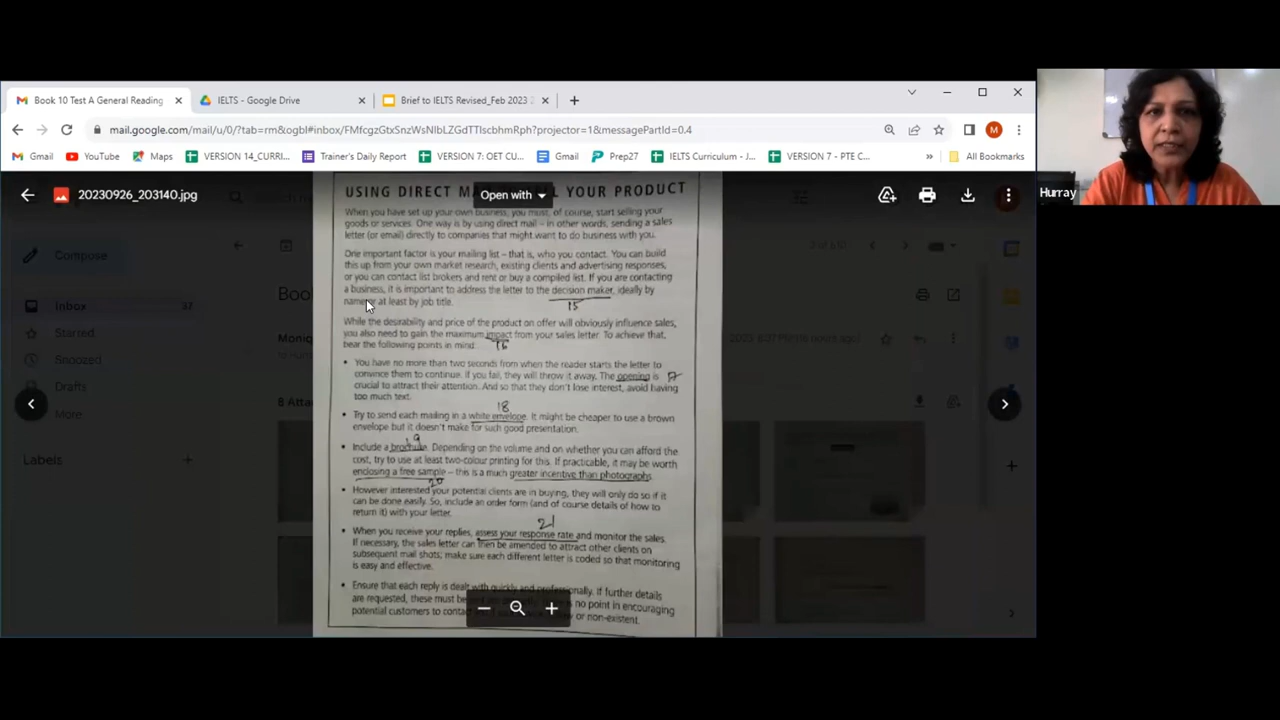 Book 10 Test A General Reading
IELTS - Google Drive
Brief to IELTS Revised_Feb 2023
mail.google.com/mail/u/0/?tab=rm&ogbl#inbox/FMfcgzGtxSnzWsNlbLZGdTTlscbhmRph?projector=1&messagePartId=0.4
M
Gmail YouTube Maps VERSION 14_CURRI... Trainer's Daily Report VERSION 7: OET CU... Gmail Prep27 IELTS Curriculum - J... VERSION 7 - PTE C... » All Bookmarks
20230926_203140.jpg
Open with
Hurray
Compose
Inbox 37
Starred
Snoozed
Drafts
More
Labels
USING DIRECT YOUR PRODUCT
When you have set up your own business, you must, of course, start selling your
goods or services. One way is by using direct mail – in other words, sending a sales
letter (or email) directly to companies that might want to do business with you.
One important factor is your mailing list – that is, who you contact. You can build
this up from your own market research, existing clients and advertising responses,
or you can contact list brokers and rent or buy a compiled list. If you are contacting
a business, it is important to address the letter to the decision maker, ideally by
name or at least by job title.
15
While the desirability and price of the product on offer will obviously influence sales,
you also need to gain the maximum impact from your sales letter. To achieve that,
bear the following points in mind:
16
• You have no more than two seconds from when the reader starts the letter to
convince them to continue. If you fail, they will throw it away. The opening is
crucial to attract their attention. And so that they don't lose interest, avoid having
too much text.
18
• Try to send each mailing in a white envelope. It might be cheaper to use a brown
envelope but it doesn't make for such good presentation.
19
• Include a brochure. Depending on the volume and on whether you can afford the
cost, try to use at least two-colour printing for this. If practicable, it may be worth
enclosing a free sample – this is a much greater incentive than photographs.
20
• However interested your potential clients are in buying, they will only do so if it
can be done easily. So, include an order form (and of course details of how to
return it) with your letter.
21
• When you receive your replies, assess your response rate and monitor the sales.
If necessary, the sales letter can then be amended to attract other clients on
subsequent mail shots; make sure each different letter is coded so that monitoring
is easy and effective.
• Ensure that each reply is dealt with quickly and professionally. If further details
are requested, these must be no point in encouraging
potential customers to contact or non-existent.